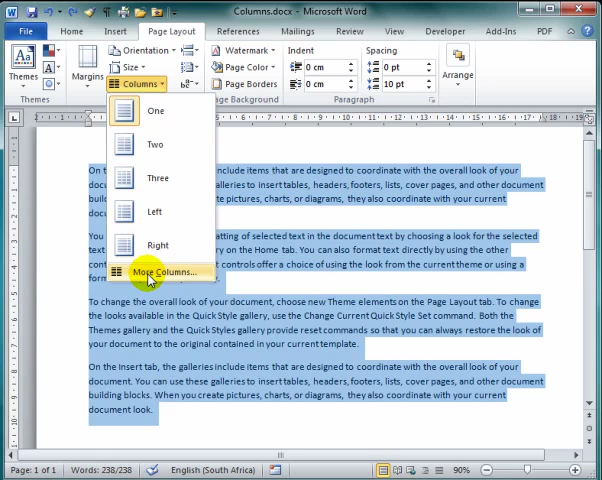 Columns.docx - Microsoft Word
File Home Insert Page Layout References Mailings Review View Developer Add-Ins PDF
Themes
Margins
Orientation
Size
Columns
Watermark
Page Color
Page Borders
Indent
0 cm
0 cm
Spacing
0 pt
10 pt
Arrange
Themes
Page Background
Paragraph
One
Two
Three
Left
Right
More Columns...
On t include items that are designed to coordinate with the overall look of your
docu galleries to insert tables, headers, footers, lists, cover pages, and other document
build pictures, charts, or diagrams, they also coordinate with your current
docu
You atting of selected text in the document text by choosing a look for the selected
text ry on the Home tab. You can also format text directly by using the other
cont controls offer a choice of using the look from the current theme or using a
form
To change the overall look of your document, choose new Theme elements on the Page Layout tab. To change
the looks available in the Quick Style gallery, use the Change Current Quick Style Set command. Both the
Themes gallery and the Quick Styles gallery provide reset commands so that you can always restore the look of
your document to the original contained in your current template.
On the Insert tab, the galleries include items that are designed to coordinate with the overall look of your
document. You can use these galleries to insert tables, headers, footers, lists, cover pages, and other document
building blocks. When you create pictures, charts, or diagrams, they also coordinate with your current
document look.
Page: 1 of 1 Words: 238/238 English (South Africa) 90%